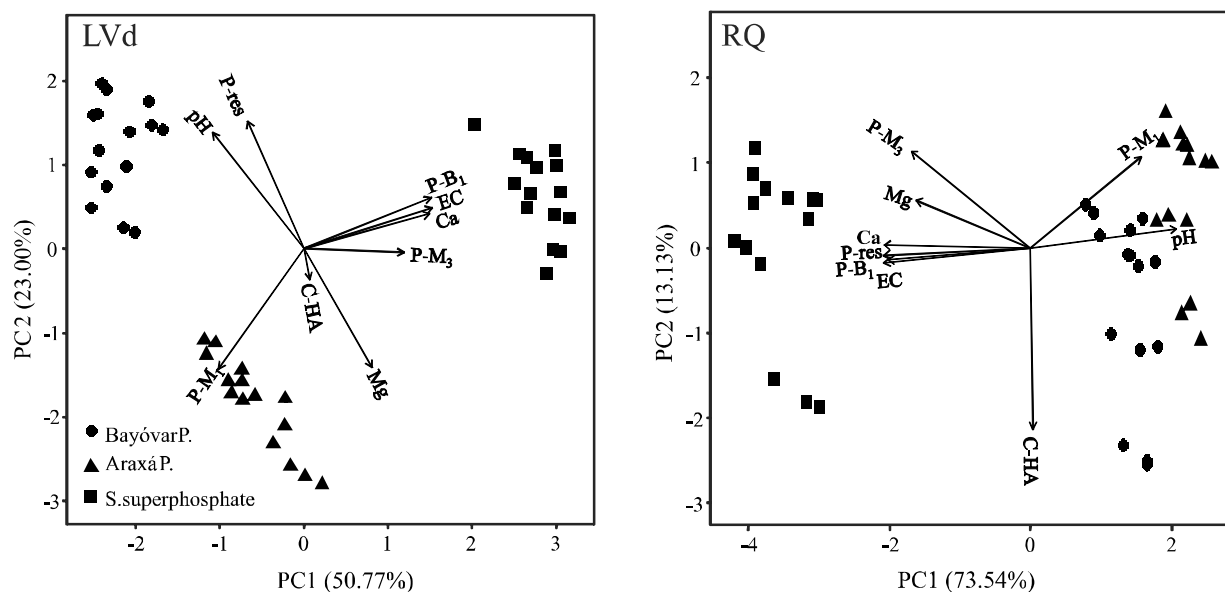 LVd
2
1
0
-1
-2
-3
PC2 (23.00%)
P-res
pH
P-B₁
EC
Ca
P-M₃
C-HA
Mg
P-M₁
BayóvarP.
AraxáP.
S.superphosphate
-2
-1
0
1
2
3
PC1 (50.77%)
RQ
2
1
0
-1
-2
-3
PC2 (13.13%)
P-M₃
P-M₁
Mg
pH
Ca
P-res
P-B₁
EC
C-HA
-4
-2
0
2
PC1 (73.54%)